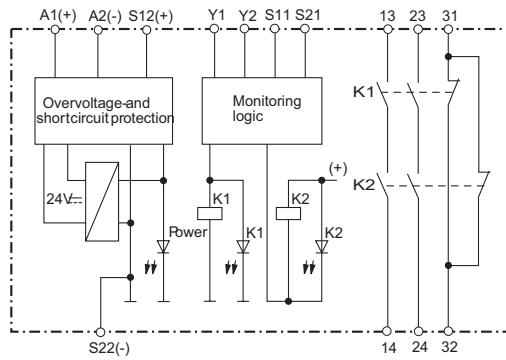 A1(+) A2(-) S12(+) Y1 Y2 S11 S21 13 23 31
Overvoltage-and
shortcircuit protection
Monitoring
logic
K1
24V
K1
K2
(+)
K2
Power
K1
K2
S22(-)
14 24 32